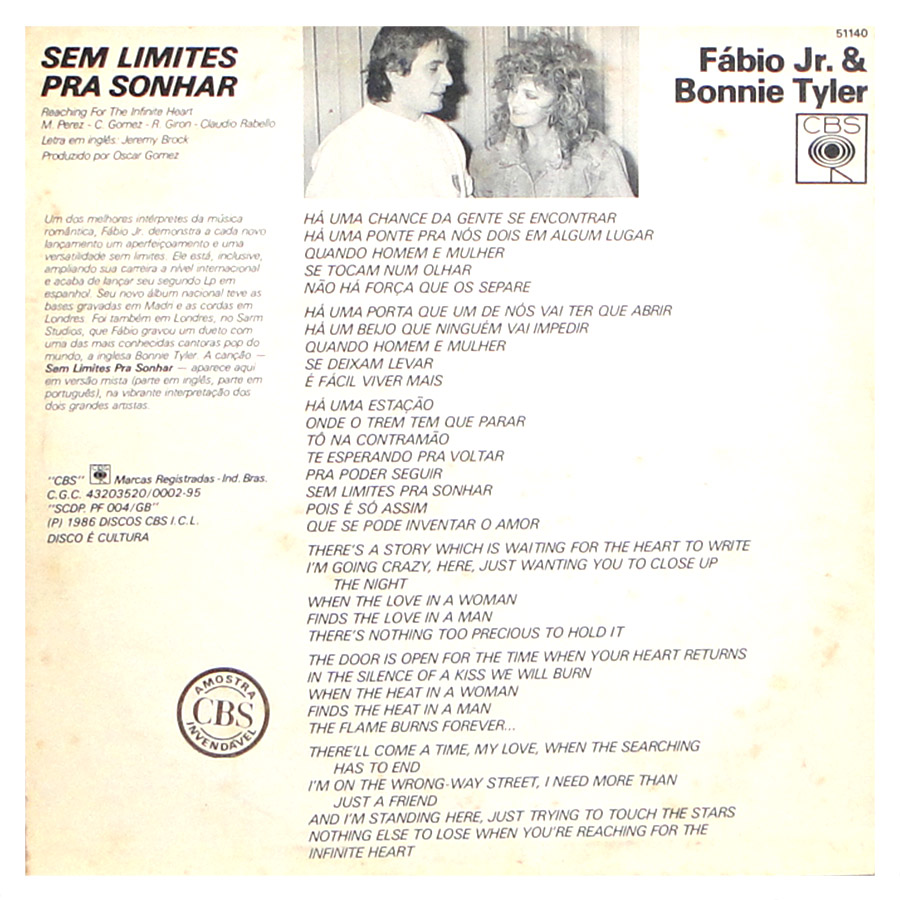 51140
SEM LIMITES
PRA SONHAR
Reaching For The Infinite Heart
M. Perez - C. Gomez - R. Giron - Claudio Rabello
Letra em inglês: Jeremy Brock
Produzido por Oscar Gomez
Fábio Jr. &
Bonnie Tyler
CBS
Um dos melhores intérpretes da música
romântica, Fábio Jr. demonstra a cada novo
lançamento um aperfeiçoamento e uma
versatilidade sem limites. Ele está, inclusive,
ampliando sua carreira a nível internacional
e acaba de lançar seu segundo Lp em
espanhol. Seu novo álbum nacional teve as
bases gravadas em Madri e as cordas em
Londres. Foi também em Londres, no Sarm
Studios, que Fábio gravou um dueto com
uma das mais conhecidas cantoras pop do
mundo, a inglesa Bonnie Tyler. A canção —
Sem Limites Pra Sonhar — aparece aqui
em versão mista (parte em inglês, parte em
português), na vibrante interpretação dos
dois grandes artistas.
"CBS" Marcas Registradas - Ind. Bras.
C.G.C. 43203520/0002-95
"SCDP. PF 004/GB"
(P) 1986 DISCOS CBS I.C.L.
DISCO É CULTURA
AMOSTRA
CBS
INVENDÁVEL
HÁ UMA CHANCE DA GENTE SE ENCONTRAR
HÁ UMA PONTE PRA NÓS DOIS EM ALGUM LUGAR
QUANDO HOMEM E MULHER
SE TOCAM NUM OLHAR
NÃO HÁ FORÇA QUE OS SEPARE
HÁ UMA PORTA QUE UM DE NÓS VAI TER QUE ABRIR
HÁ UM BEIJO QUE NINGUÉM VAI IMPEDIR
QUANDO HOMEM E MULHER
SE DEIXAM LEVAR
É FÁCIL VIVER MAIS
HÁ UMA ESTAÇÃO
ONDE O TREM TEM QUE PARAR
TÔ NA CONTRAMÃO
TE ESPERANDO PRA VOLTAR
PRA PODER SEGUIR
SEM LIMITES PRA SONHAR
POIS É SÓ ASSIM
QUE SE PODE INVENTAR O AMOR
THERE'S A STORY WHICH IS WAITING FOR THE HEART TO WRITE
I'M GOING CRAZY, HERE, JUST WANTING YOU TO CLOSE UP
THE NIGHT
WHEN THE LOVE IN A WOMAN
FINDS THE LOVE IN A MAN
THERE'S NOTHING TOO PRECIOUS TO HOLD IT
THE DOOR IS OPEN FOR THE TIME WHEN YOUR HEART RETURNS
IN THE SILENCE OF A KISS WE WILL BURN
WHEN THE HEAT IN A WOMAN
FINDS THE HEAT IN A MAN
THE FLAME BURNS FOREVER...
THERE'LL COME A TIME, MY LOVE, WHEN THE SEARCHING
HAS TO END
I'M ON THE WRONG-WAY STREET, I NEED MORE THAN
JUST A FRIEND
AND I'M STANDING HERE, JUST TRYING TO TOUCH THE STARS
NOTHING ELSE TO LOSE WHEN YOU'RE REACHING FOR THE
INFINITE HEART